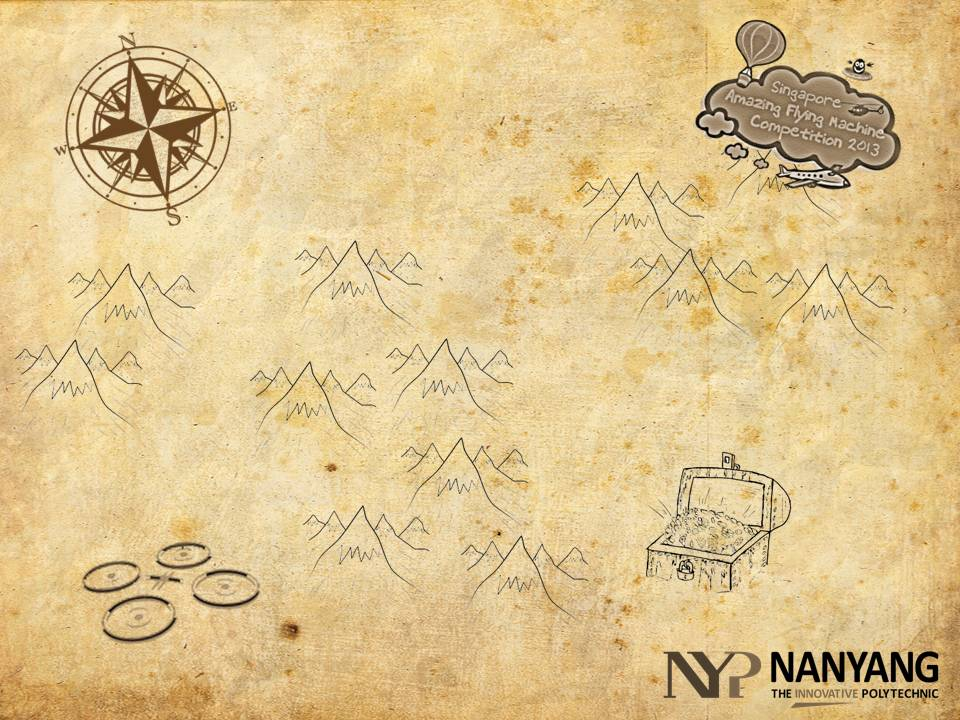 N
E
W
S
Singapore
Amazing Flying Machine
Competition 2013
NYP NANYANG
THE INNOVATIVE POLYTECHNIC